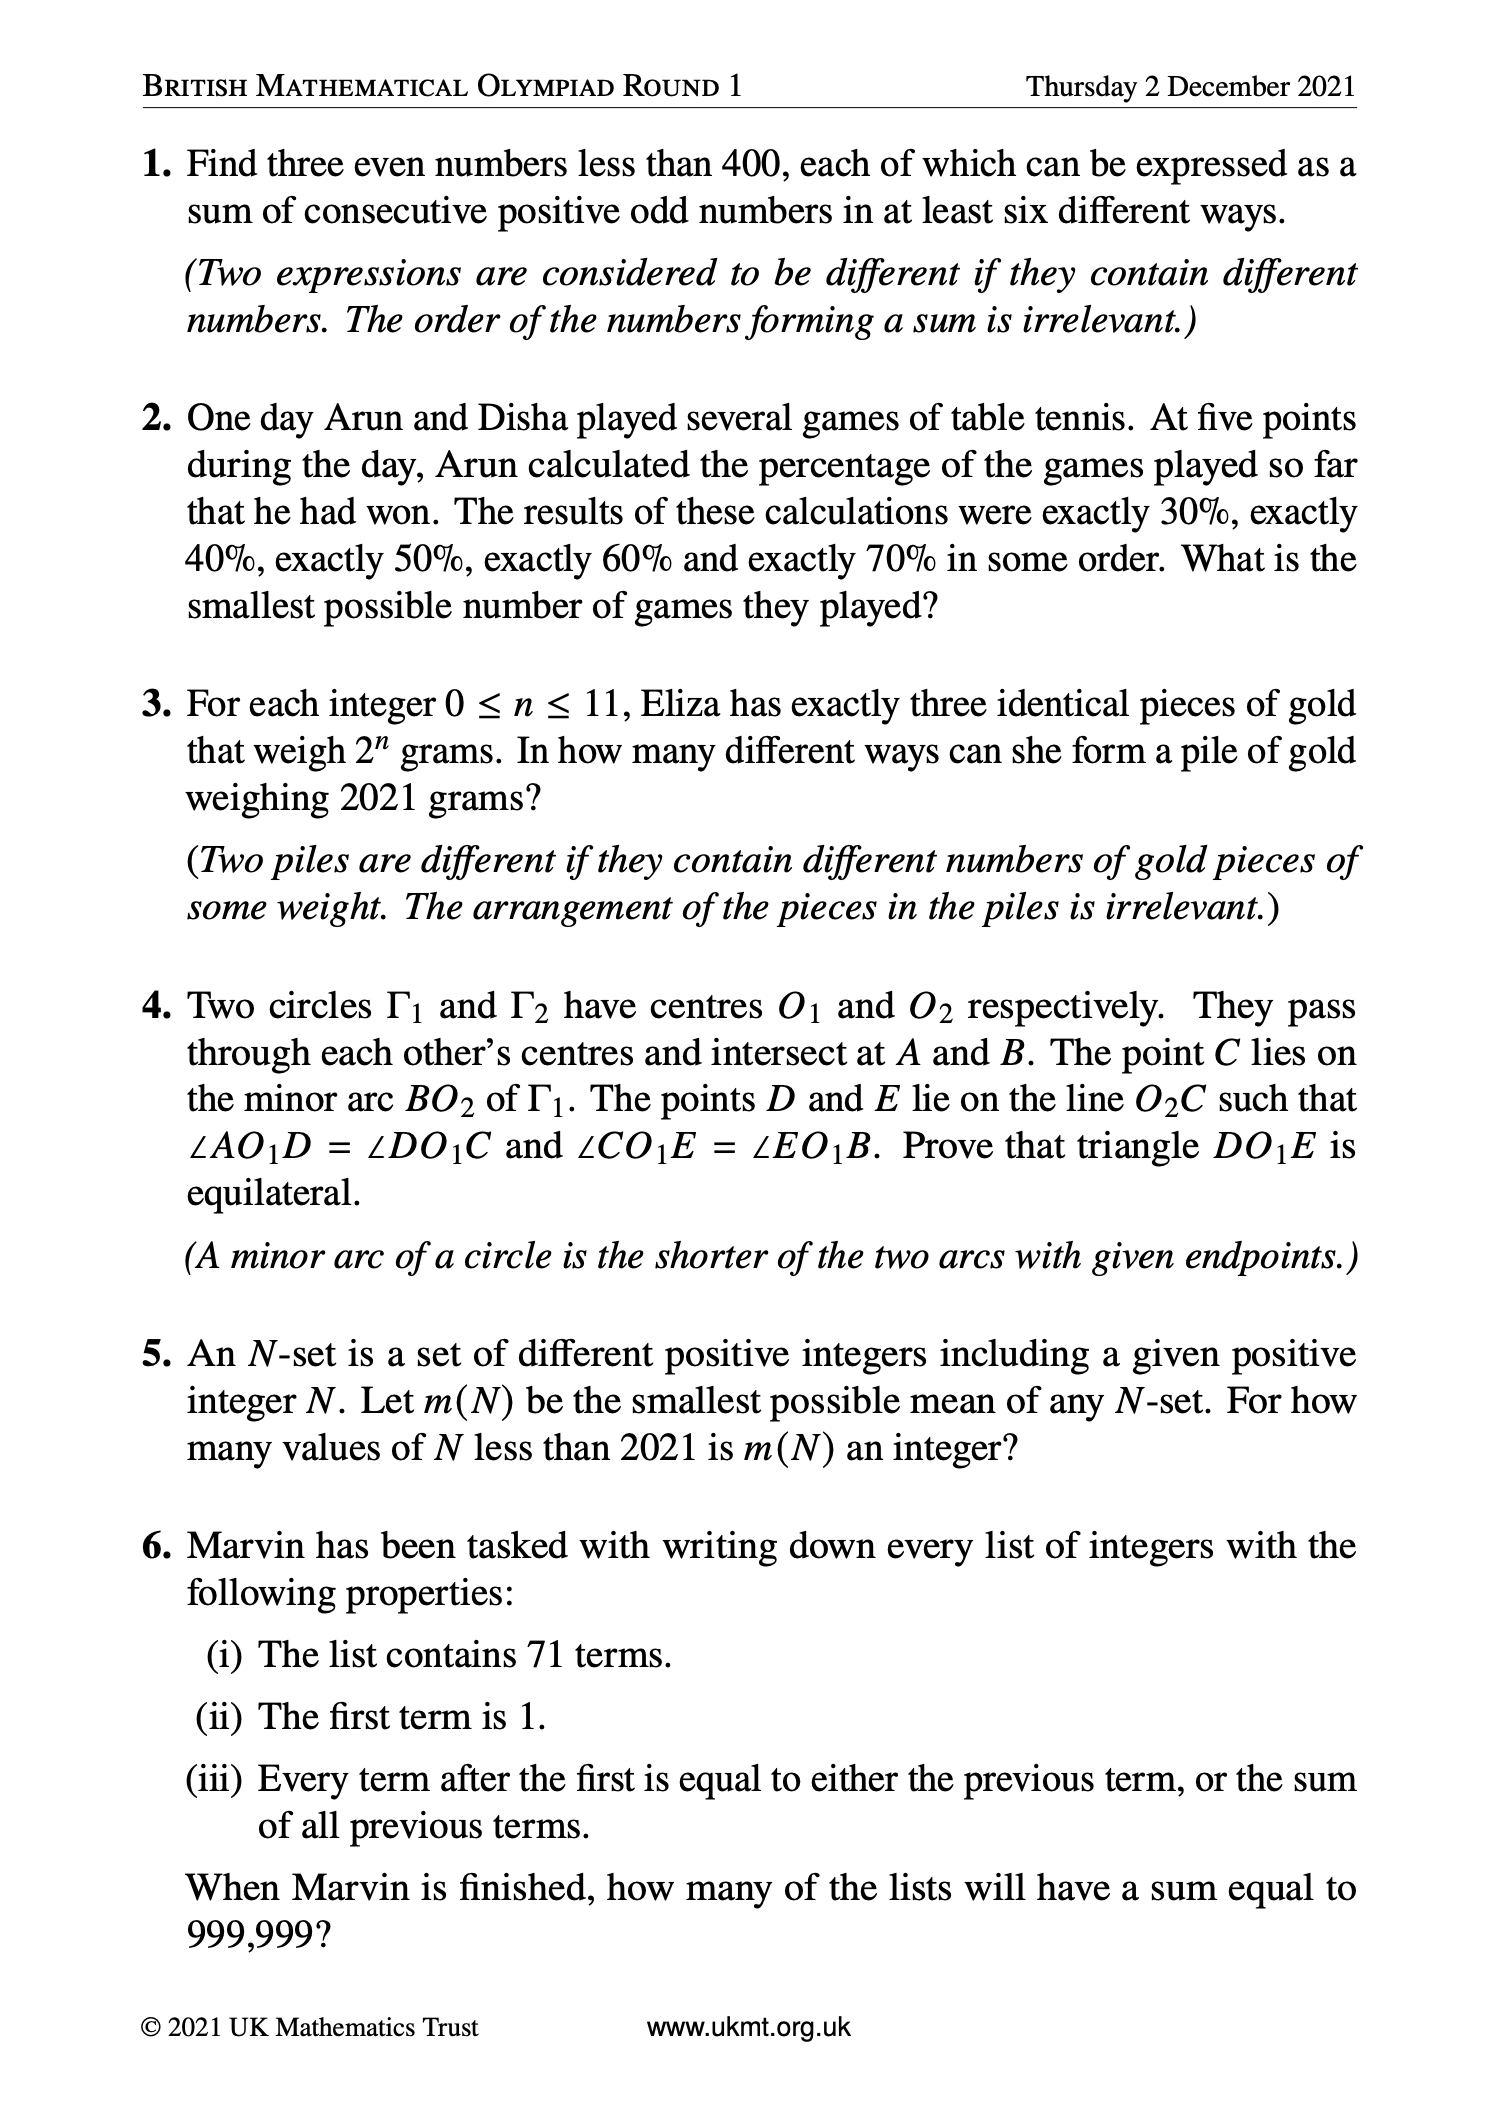 British Mathematical Olympiad Round 1 Thursday 2 December 2021
1. Find three even numbers less than 400, each of which can be expressed as a
sum of consecutive positive odd numbers in at least six different ways.
(Two expressions are considered to be different if they contain different
numbers. The order of the numbers forming a sum is irrelevant.)
2. One day Arun and Disha played several games of table tennis. At five points
during the day, Arun calculated the percentage of the games played so far
that he had won. The results of these calculations were exactly 30%, exactly
40%, exactly 50%, exactly 60% and exactly 70% in some order. What is the
smallest possible number of games they played?
3. For each integer 0 ≤ n ≤ 11, Eliza has exactly three identical pieces of gold
that weigh 2ⁿ grams. In how many different ways can she form a pile of gold
weighing 2021 grams?
(Two piles are different if they contain different numbers of gold pieces of
some weight. The arrangement of the pieces in the piles is irrelevant.)
4. Two circles Γ₁ and Γ₂ have centres O₁ and O₂ respectively. They pass
through each other’s centres and intersect at A and B. The point C lies on
the minor arc BO₂ of Γ₁. The points D and E lie on the line O₂C such that
∠AO₁D = ∠DO₁C and ∠CO₁E = ∠EO₁B. Prove that triangle DO₁E is
equilateral.
(A minor arc of a circle is the shorter of the two arcs with given endpoints.)
5. An N-set is a set of different positive integers including a given positive
integer N. Let m(N) be the smallest possible mean of any N-set. For how
many values of N less than 2021 is m(N) an integer?
6. Marvin has been tasked with writing down every list of integers with the
following properties:
(i) The list contains 71 terms.
(ii) The first term is 1.
(iii) Every term after the first is equal to either the previous term, or the sum
of all previous terms.
When Marvin is finished, how many of the lists will have a sum equal to
999,999?
© 2021 UK Mathematics Trust www.ukmt.org.uk